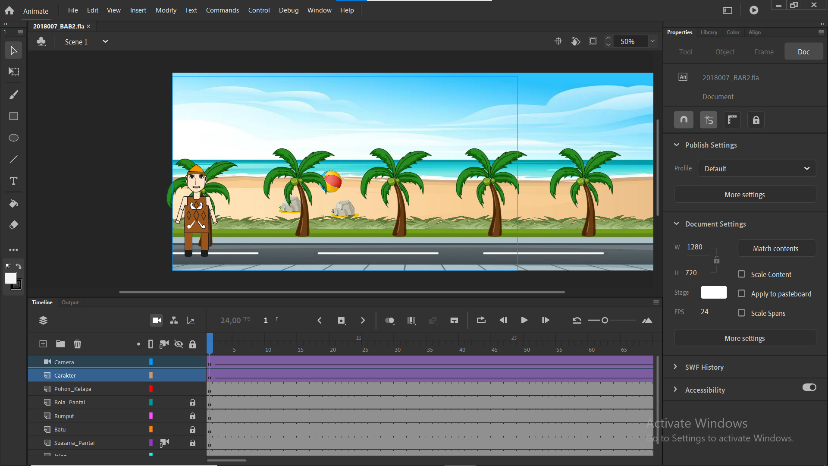 Animate File Edit View Insert Modify Text Commands Control Debug Window Help
2018007_BAB2.fla ×
Scene 1
50%
Properties Library Color Align
Tool Object Frame Doc
An 2018007_BAB2.fla
Document
Publish Settings
Profile Default
More settings
Document Settings
W 1280 Match contents
H 720 Scale Content
Stage Apply to pasteboard
FPS 24 Scale Spans
More settings
SWF History
Accessibility
Timeline Output
24,00 FPS 1 F
1s 2s
5 10 15 20 25 30 35 40 45 50 55 60 65
Camera
Carakter
Pohon_Kelapa
Bola_Pantai
Rumput
Batu
Suasana_Pantai
Activate Windows
Go to Settings to activate Windows.